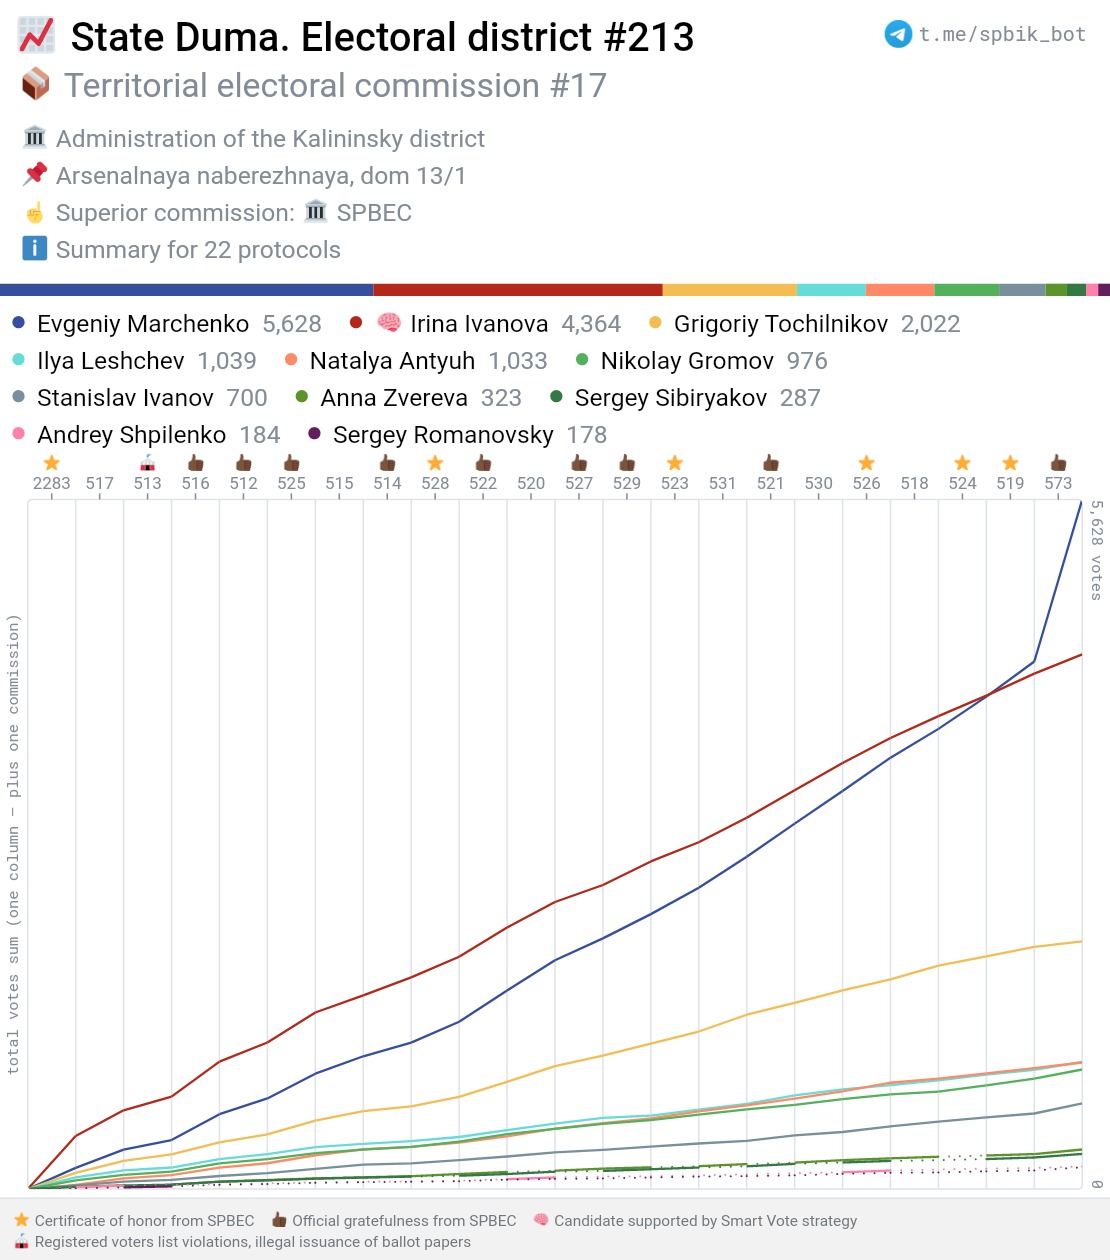 State Duma. Electoral district #213
t.me/spbik_bot
Territorial electoral commission #17
Administration of the Kalininsky district
Arsenalnaya naberezhnaya, dom 13/1
Superior commission: SPBEC
Summary for 22 protocols
Evgeniy Marchenko 5,628 Irina Ivanova 4,364 Grigoriy Tochilnikov 2,022
Ilya Leshchev 1,039 Natalya Antyuh 1,033 Nikolay Gromov 976
Stanislav Ivanov 700 Anna Zvereva 323 Sergey Sibiryakov 287
Andrey Shpilenko 184 Sergey Romanovsky 178
2283 517 513 516 512 525 515 514 528 522 520 527 529 523 531 521 530 526 518 524 519 573
5,628 votes
total votes sum (one column – plus one commission)
0
Certificate of honor from SPBEC Official gratefulness from SPBEC Candidate supported by Smart Vote strategy
Registered voters list violations, illegal issuance of ballot papers